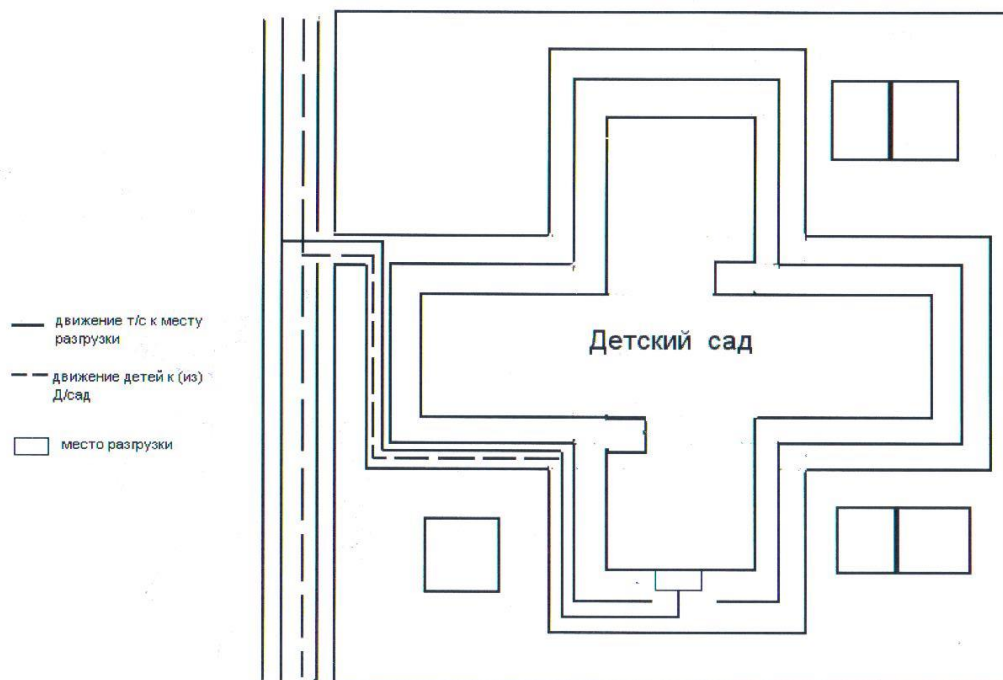 движение т/с к месту
разгрузки
движение детей к (из)
Д/сад
место разгрузки
Детский сад